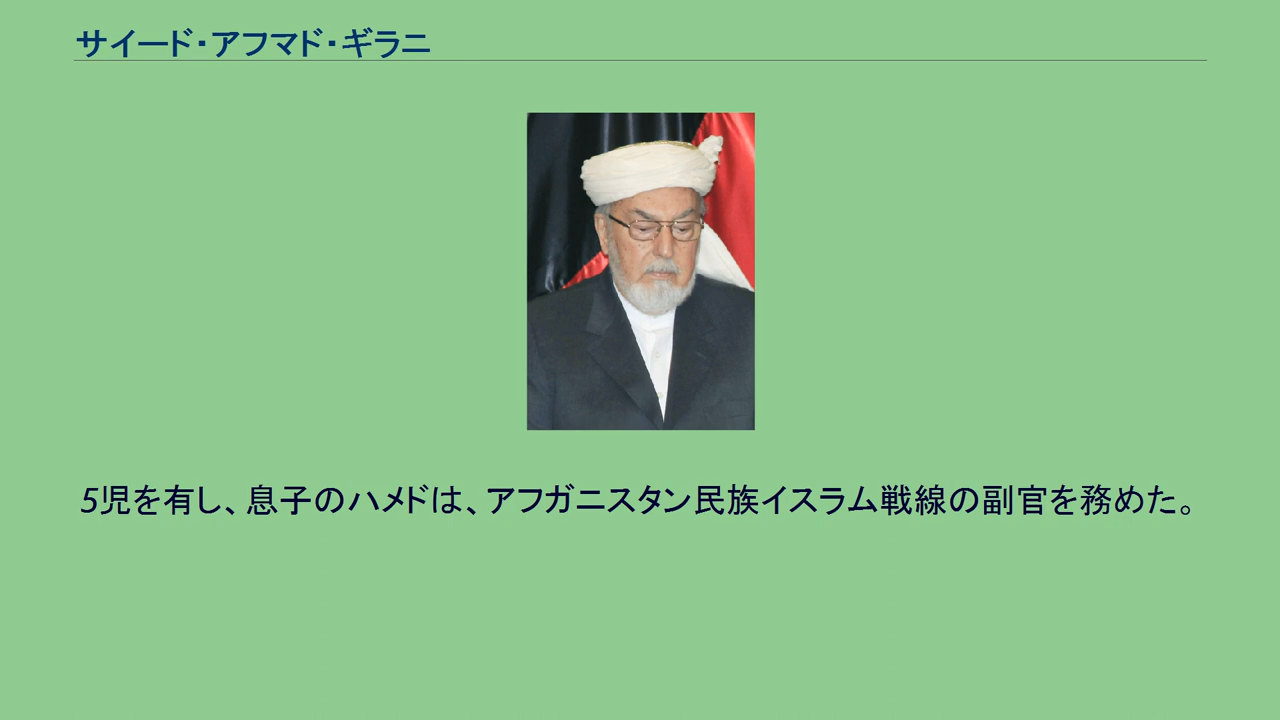 サイード・アフマド・ギラニ
5児を有し、息子のハメドは、アフガニスタン民族イスラム戦線の副官を務めた。